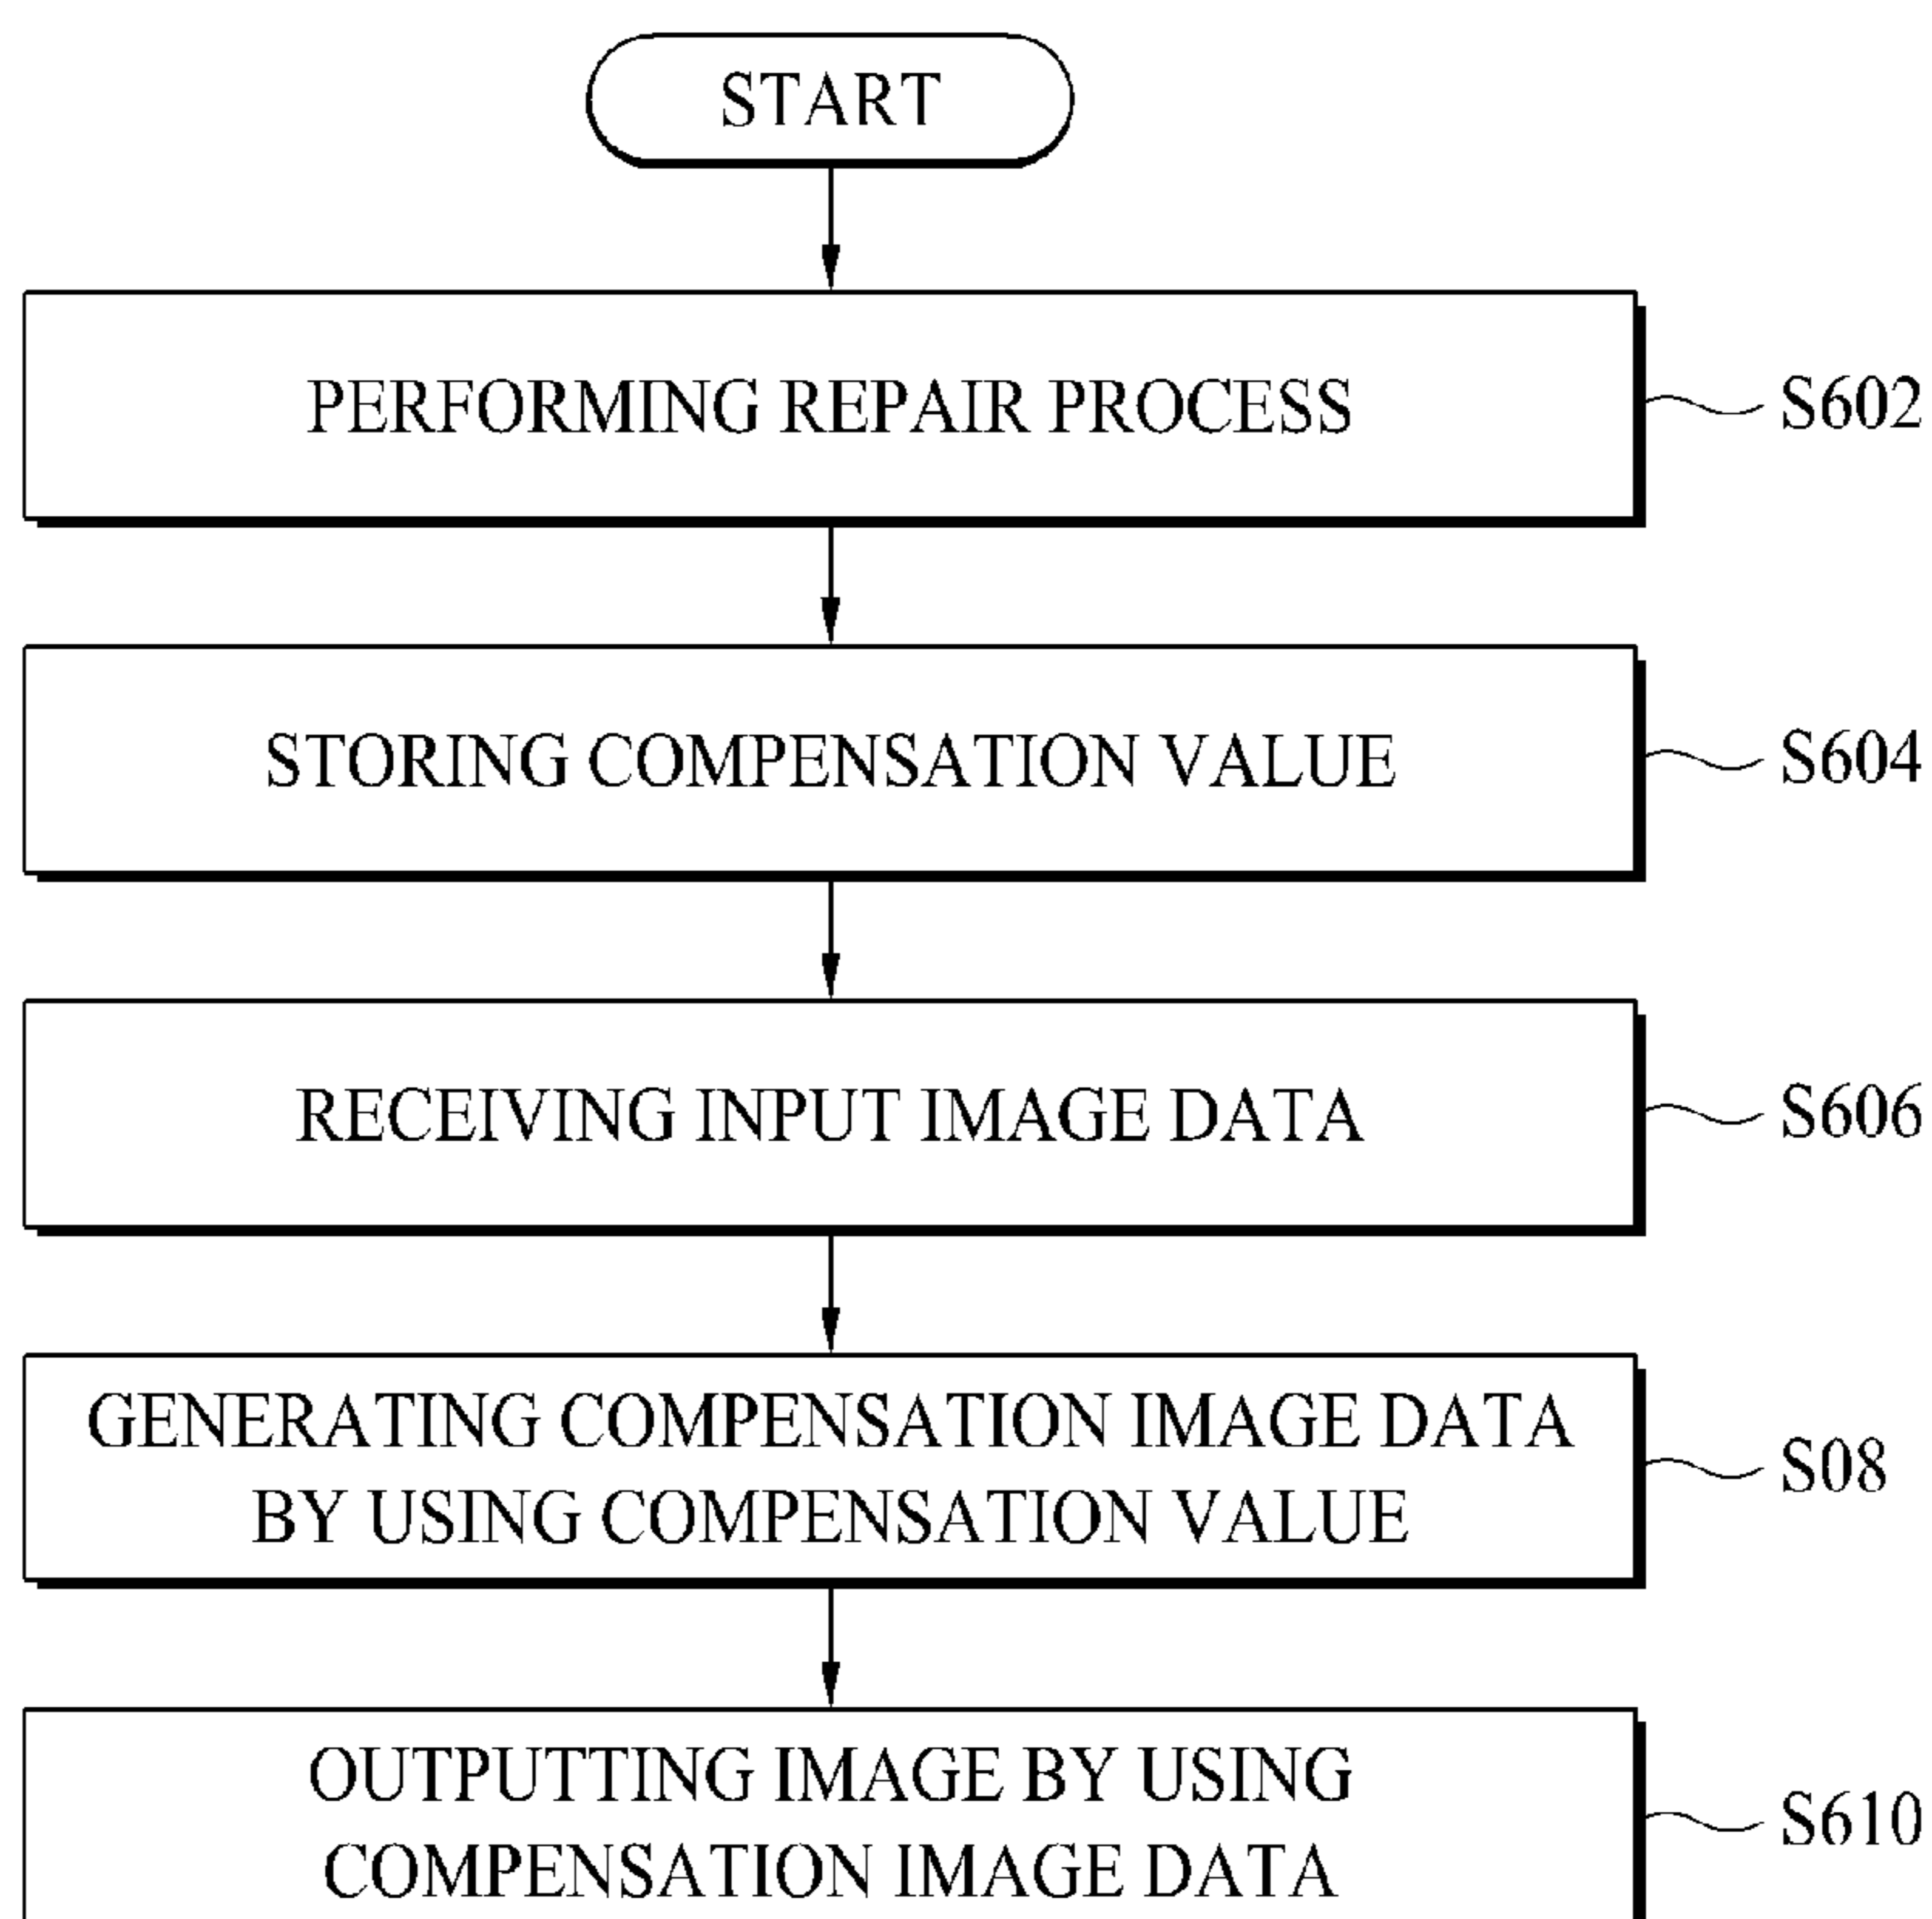 START
PERFORMING REPAIR PROCESS
S602
STORING COMPENSATION VALUE
S604
RECEIVING INPUT IMAGE DATA
S606
GENERATING COMPENSATION IMAGE DATA
BY USING COMPENSATION VALUE
S08
OUTPUTTING IMAGE BY USING
COMPENSATION IMAGE DATA
S610